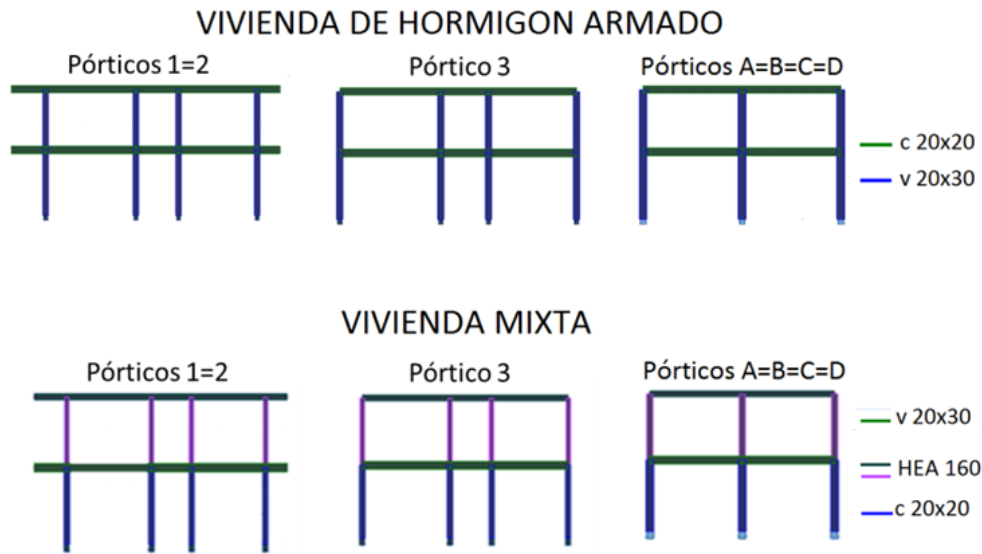 VIVIENDA DE HORMIGON ARMADO
Pórticos 1=2
Pórtico 3
Pórticos A=B=C=D
c 20x20
v 20x30
VIVIENDA MIXTA
Pórticos 1=2
Pórtico 3
Pórticos A=B=C=D
v 20x30
HEA 160
c 20x20